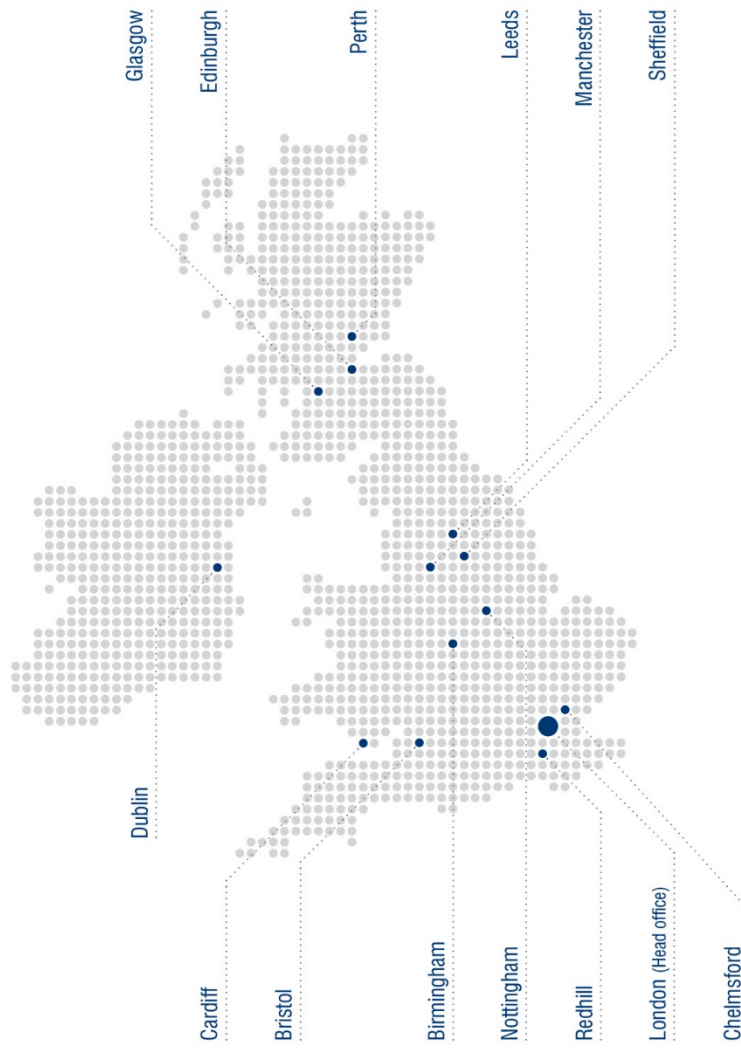 Glasgow
Edinburgh
Perth
Leeds
Manchester
Sheffield
Dublin
Cardiff
Bristol
Birmingham
Nottingham
Redhill
London (Head office)
Chelmsford